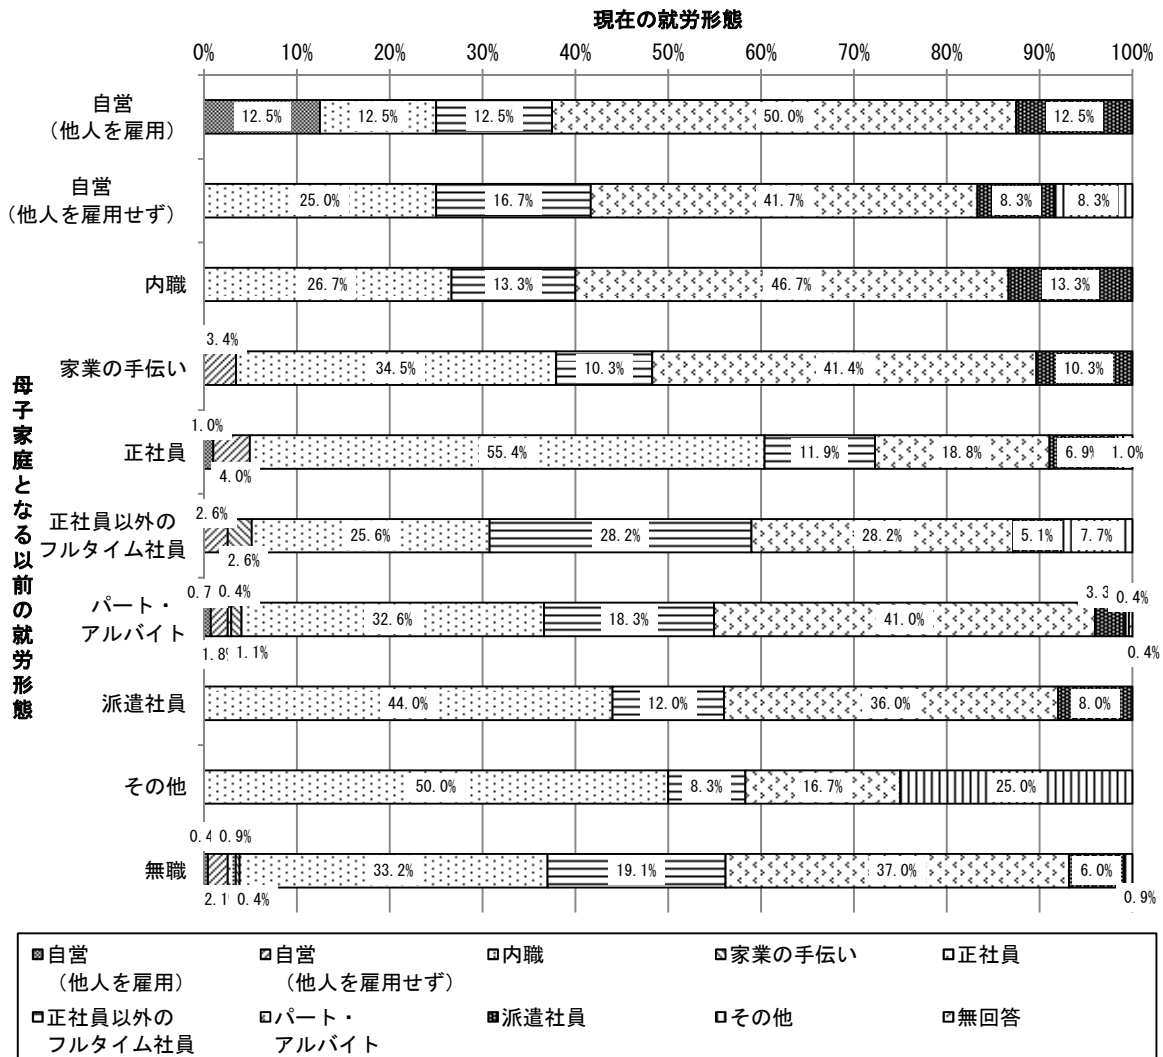 現在の就労形態
0% 10% 20% 30% 40% 50% 60% 70% 80% 90% 100%
母子家庭となる以前の就労形態
自営
（他人を雇用）
12.5% 12.5% 12.5% 50.0% 12.5%
自営
（他人を雇用せず）
25.0% 16.7% 41.7% 8.3% 8.3%
内職
26.7% 13.3% 46.7% 13.3%
3.4%
家業の手伝い
34.5% 10.3% 41.4% 10.3%
1.0%
正社員
55.4% 11.9% 18.8% 6.9% 1.0%
4.0%
2.6%
正社員以外の
フルタイム社員
25.6% 28.2% 28.2% 5.1% 7.7%
2.6%
0.7 0.4% 3.3 0.4%
パート・
アルバイト
32.6% 18.3% 41.0%
1.8% 1.1% 0.4%
派遣社員
44.0% 12.0% 36.0% 8.0%
その他
50.0% 8.3% 16.7% 25.0%
0.4 0.9%
無職
33.2% 19.1% 37.0% 6.0%
2.1% 0.4% 0.9%
自営
（他人を雇用）
自営
（他人を雇用せず）
内職
家業の手伝い
正社員
正社員以外の
フルタイム社員
パート・
アルバイト
派遣社員
その他
無回答